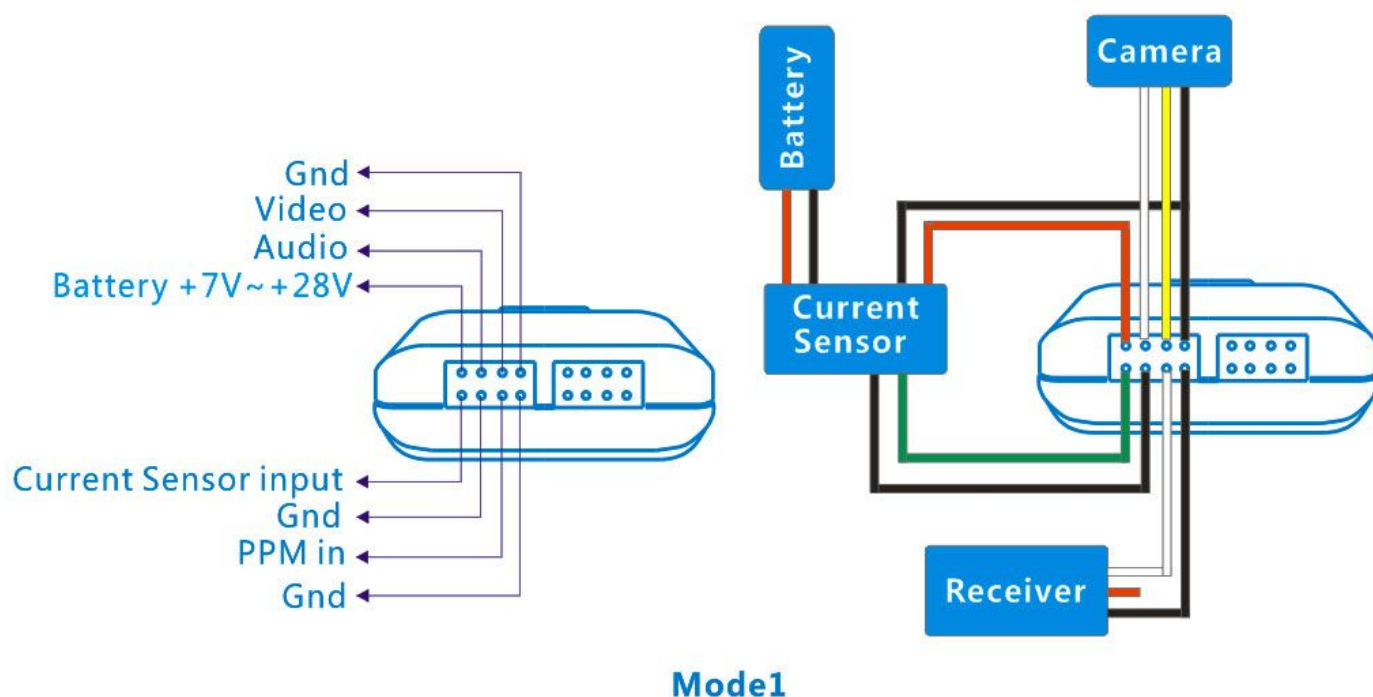 Gnd
Video
Audio
Battery +7V~+28V
Current Sensor input
Gnd
PPM in
Gnd
Battery
Camera
Current
Sensor
Receiver
Mode1